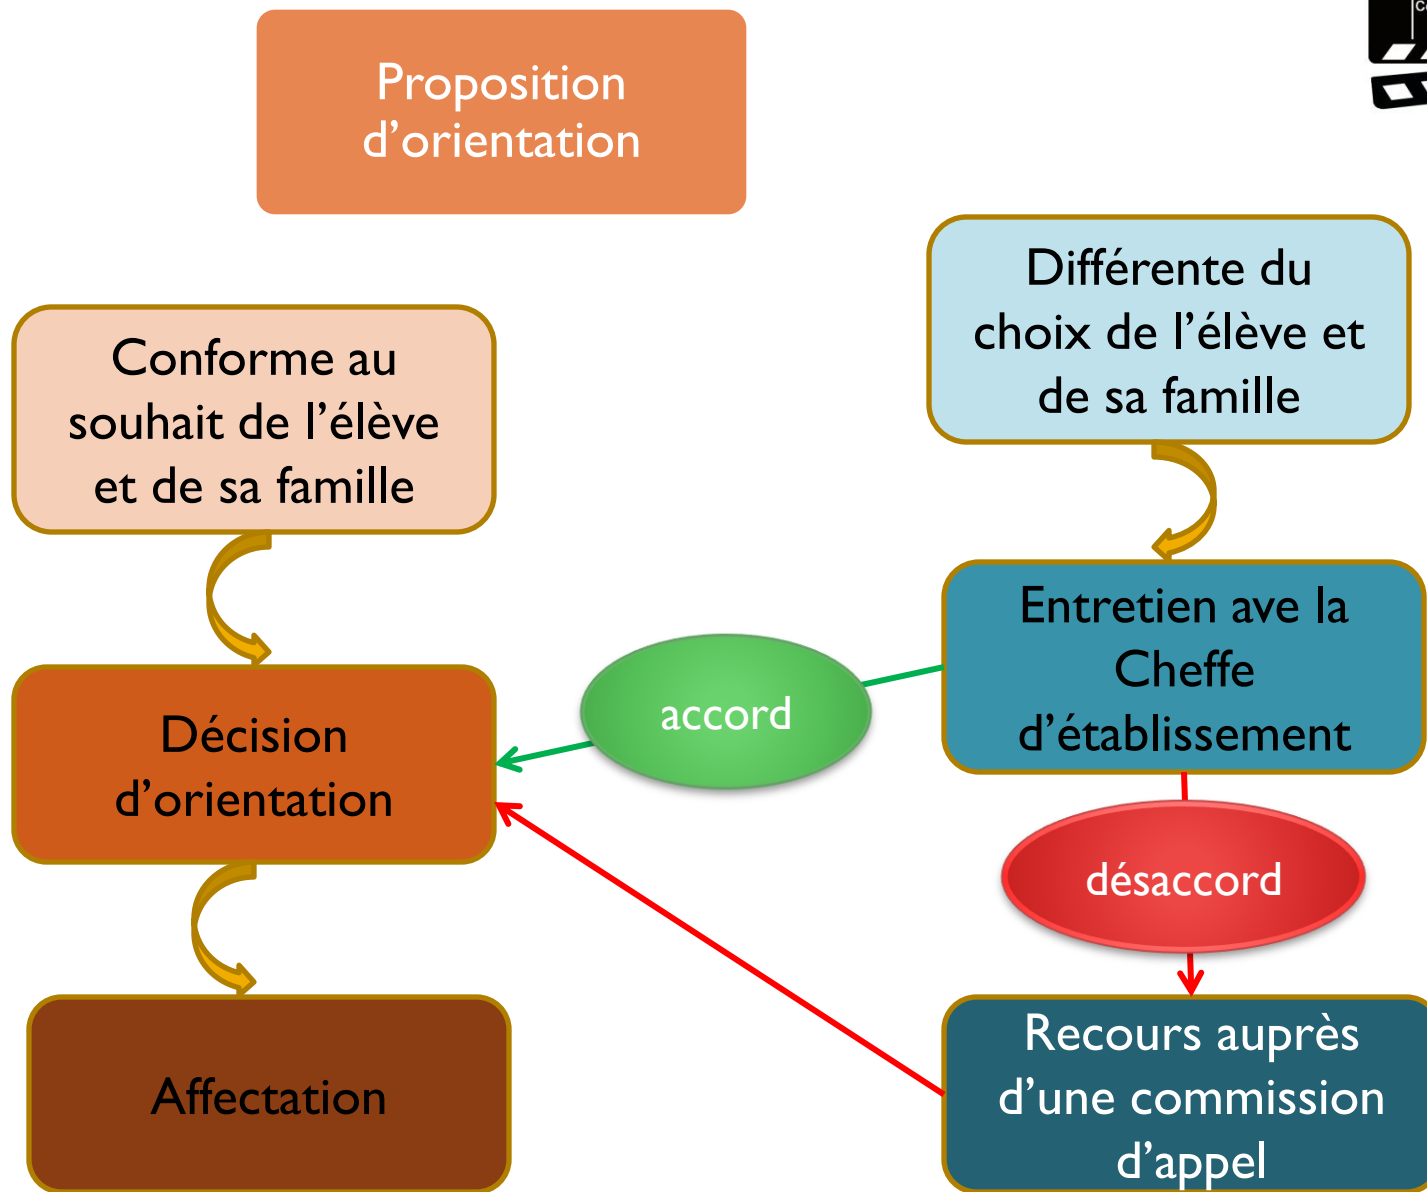 Proposition
d’orientation
Différente du
choix de l’élève et
de sa famille
Conforme au
souhait de l’élève
et de sa famille
Entretien ave la
Cheffe
d’établissement
accord
Décision
d’orientation
désaccord
Recours auprès
d’une commission
d’appel
Affectation